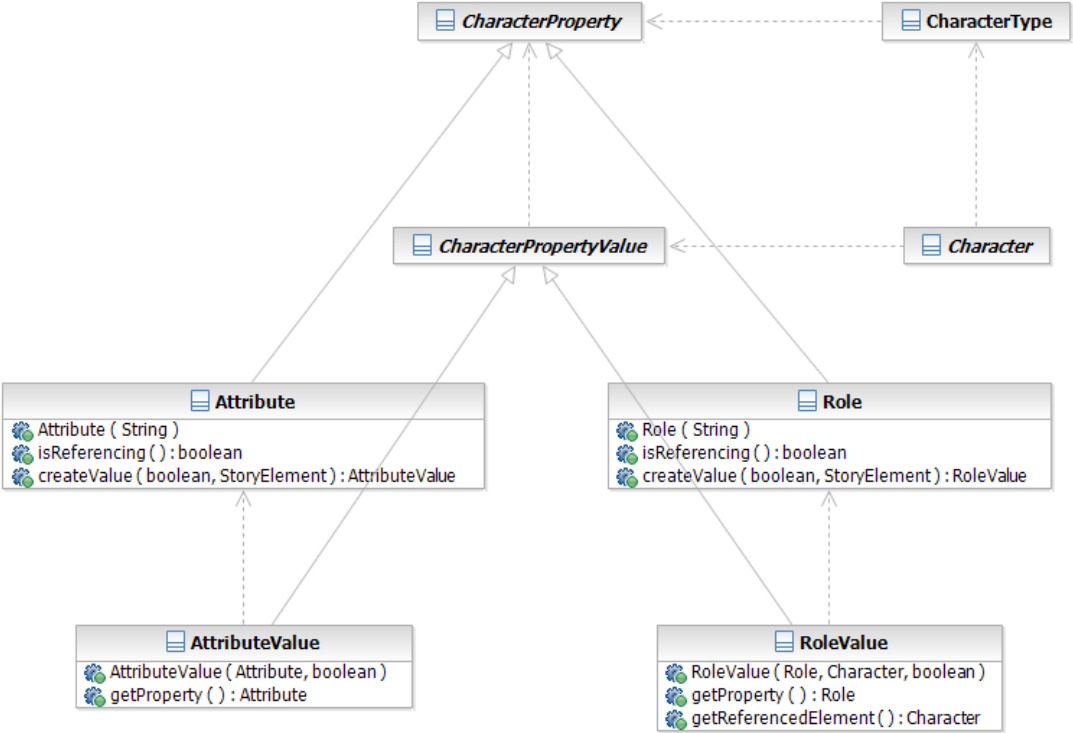 CharacterProperty
CharacterType
CharacterPropertyValue
Character
Attribute
Attribute ( String )
isReferencing ( ) : boolean
createValue ( boolean, StoryElement ) : AttributeValue
Role
Role ( String )
isReferencing ( ) : boolean
createValue ( boolean, StoryElement ) : RoleValue
AttributeValue
AttributeValue ( Attribute, boolean )
getProperty ( ) : Attribute
RoleValue
RoleValue ( Role, Character, boolean )
getProperty ( ) : Role
getReferencedElement ( ) : Character